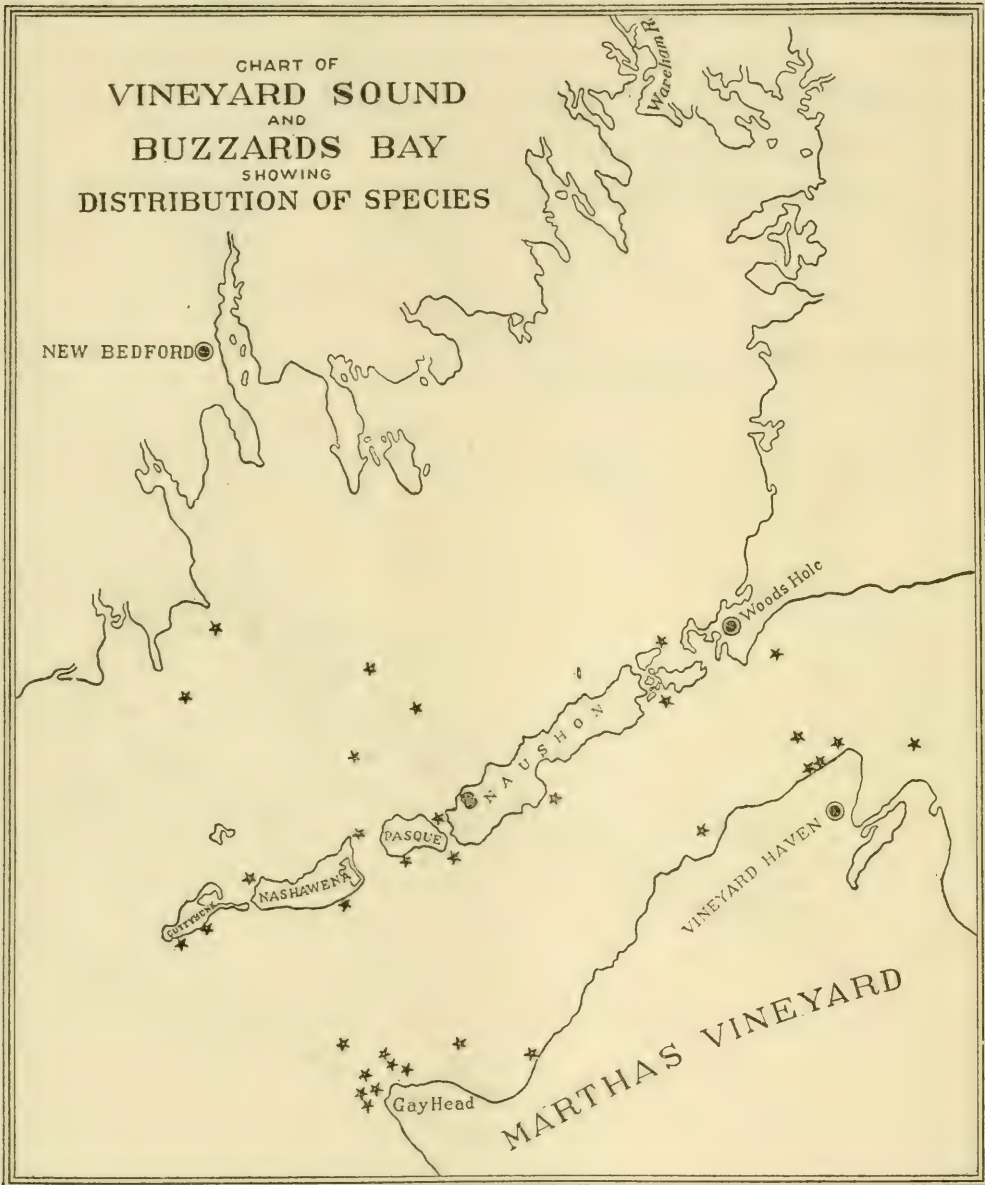 CHART OF
VINEYARD SOUND
AND
BUZZARDS BAY
SHOWING
DISTRIBUTION OF SPECIES
Wareham R.
NEW BEDFORD
Woods Hole
NAUSHON
PASQUE
NASHAWENA
CUTTYHUNK
VINEYARD HAVEN
MARTHAS VINEYARD
Gay Head